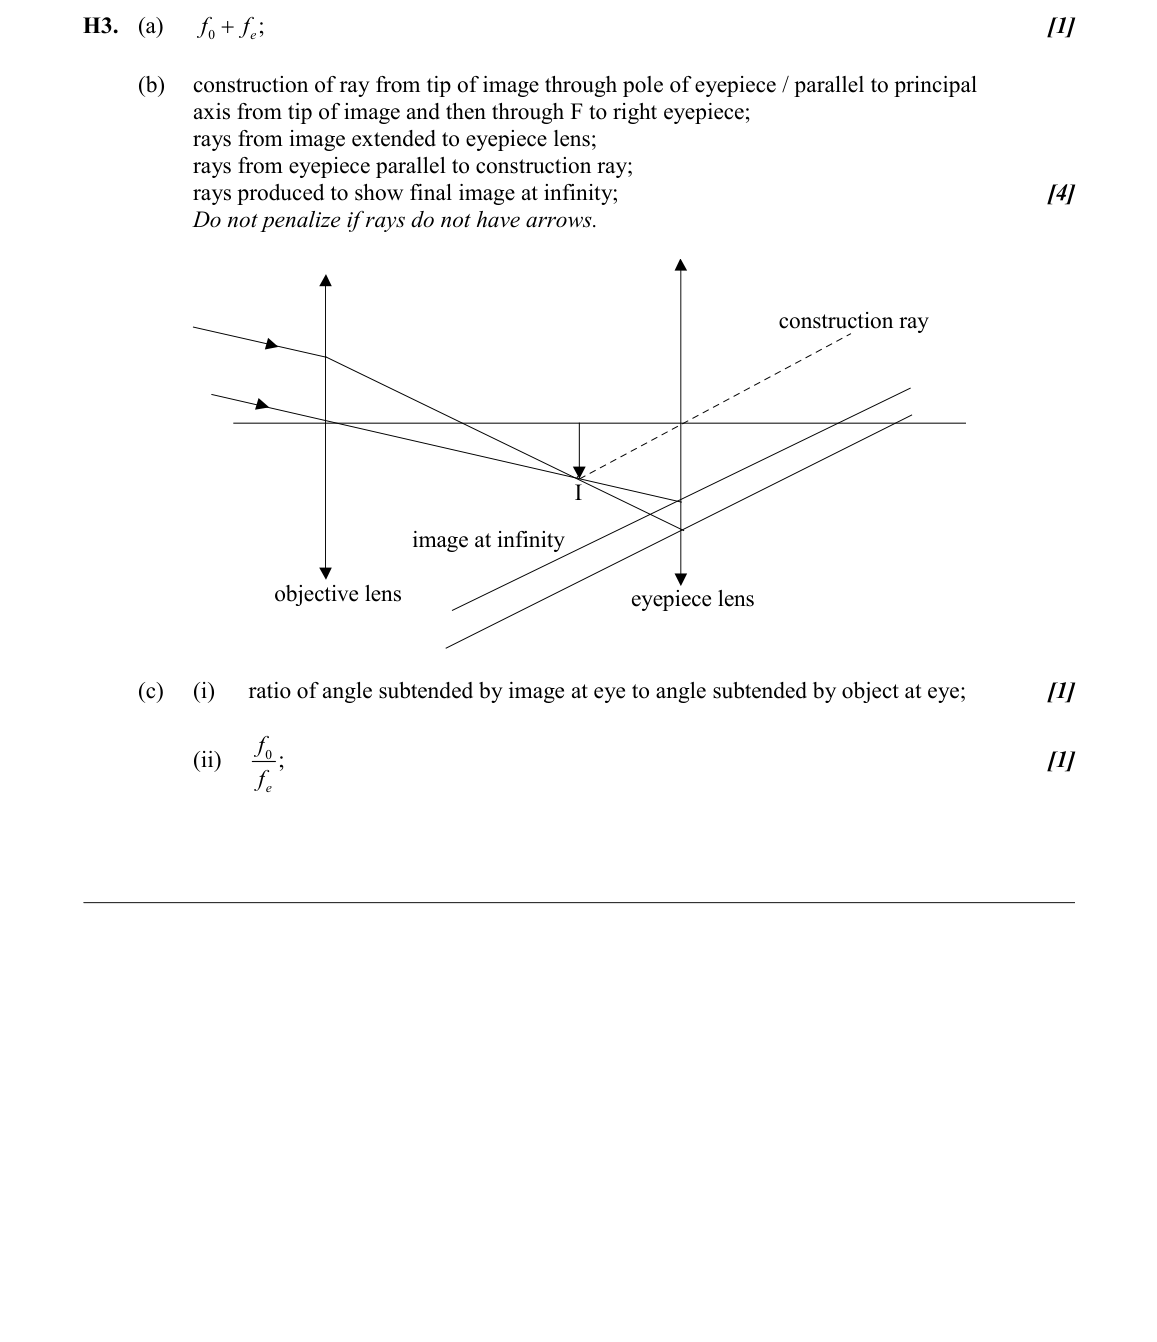 H3. (a) f₀ + fₑ; [1]
(b) construction of ray from tip of image through pole of eyepiece / parallel to principal
axis from tip of image and then through F to right eyepiece;
rays from image extended to eyepiece lens;
rays from eyepiece parallel to construction ray;
rays produced to show final image at infinity; [4]
Do not penalize if rays do not have arrows.
construction ray
I
image at infinity
objective lens
eyepiece lens
(c) (i) ratio of angle subtended by image at eye to angle subtended by object at eye; [1]
(ii) f₀/fₑ; [1]